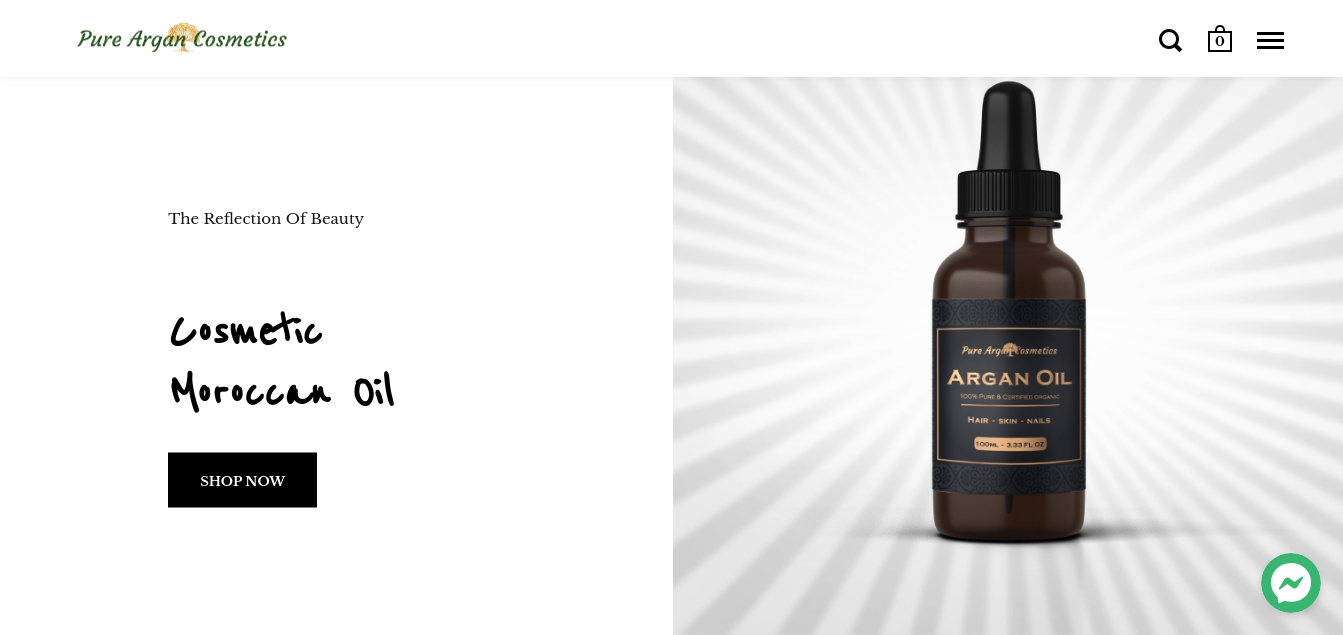 Pure Argan Cosmetics
0
The Reflection Of Beauty
Cosmetic
Moroccan Oil
SHOP NOW
Pure Argan Cosmetics
ARGAN OIL
100% PURE & CERTIFIED ORGANIC
HAIR - SKIN - NAILS
100ML - 3.33 FL OZ